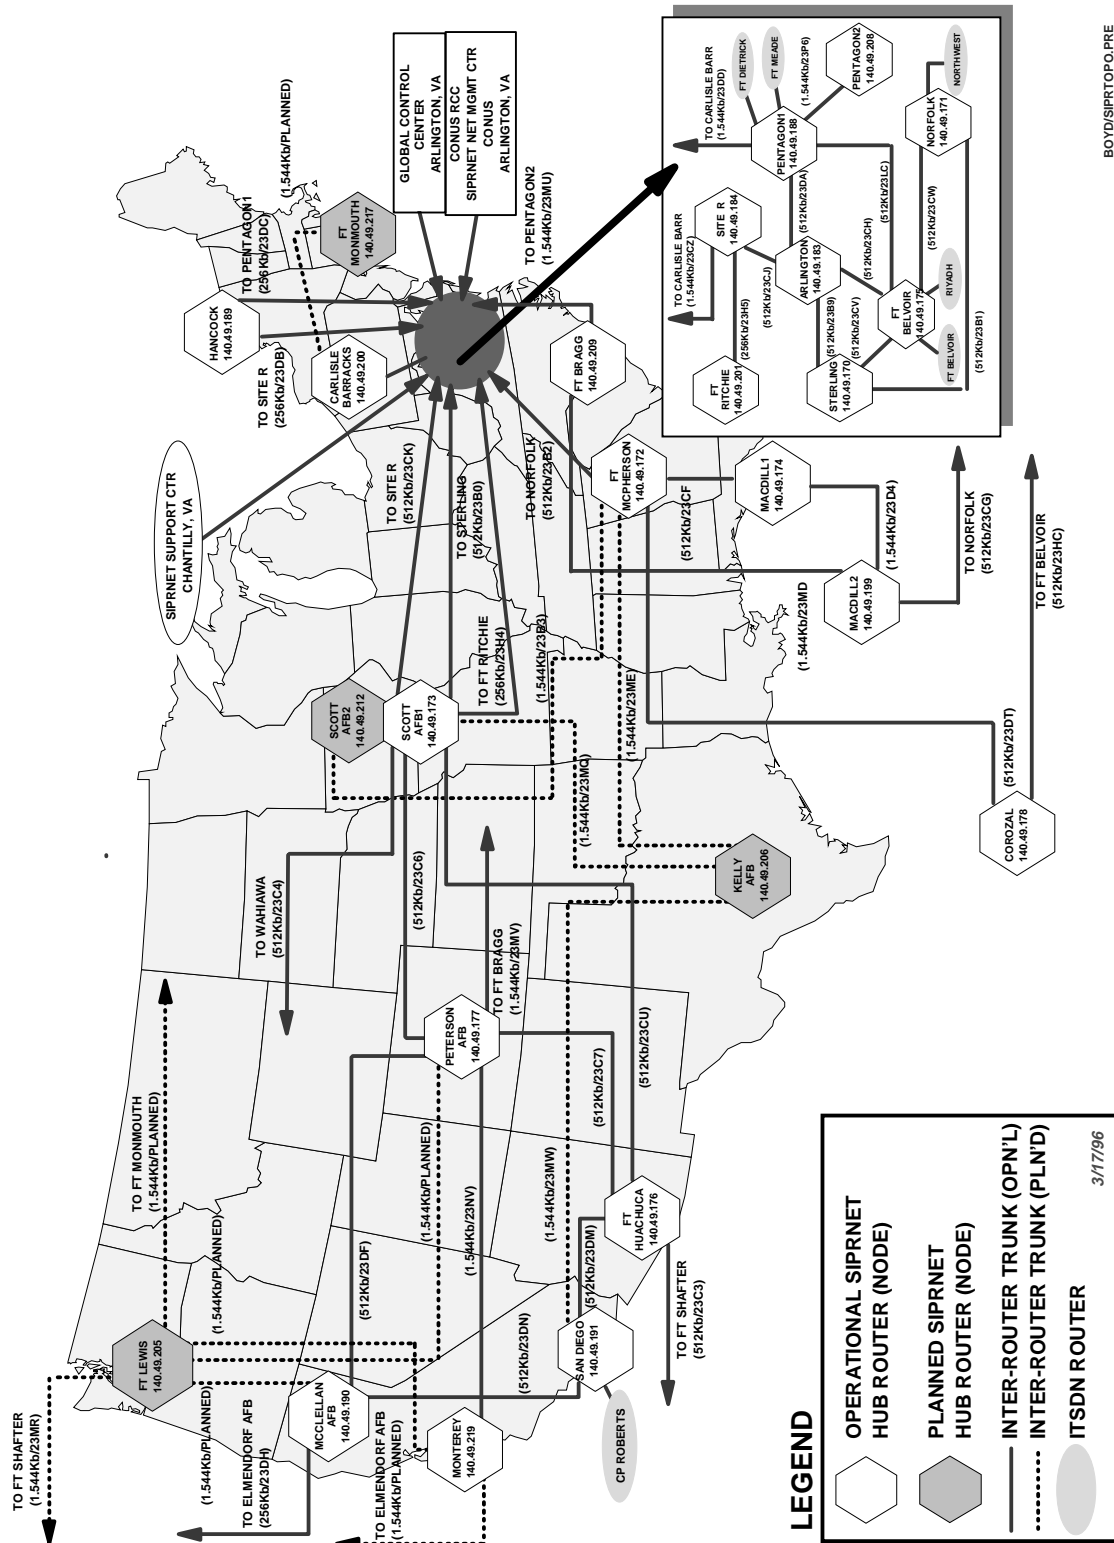 TO FT SHAFTER
(1.544Kb/23MR)
FT LEWIS
140.49.205
TO FT MONMOUTH
(1.544Kb/PLANNED)
(1.544Kb/PLANNED)
(1.544Kb/PLANNED)
TO ELMENDORF AFB
(256Kb/23DH)
MCCLELLAN
AFB
140.49.190
(512Kb/23DF)
TO ELMENDORF AFB
(1.544Kb/PLANNED)
MONTEREY
140.49.219
(1.544Kb/PLANNED)
(1.544Kb/23NV)
(512Kb/23DN)
SAN DIEGO
140.49.191
CP ROBERTS
(512Kb/23DM)
(1.544Kb/23MW)
FT
HUACHUCA
140.49.176
TO FT SHAFTER
(512Kb/23C3)
(512Kb/23C7)
(512Kb/23CU)
PETERSON
AFB
140.49.177
TO FT BRAGG
(1.544Kb/23MV)
TO WAHIAWA
(512Kb/23C4)
(512Kb/23C6)
KELLY
AFB
140.49.206
(1.544Kb/23MQ)
(1.544Kb/23ME)
SCOTT
AFB2
140.49.212
SCOTT
AFB1
140.49.173
TO FT RITCHIE
(256Kb/23H4)
(1.544Kb/23B3)
TO SITE R
(512Kb/23CK)
TO STERLING
(512Kb/23B0)
TO NORFOLK
(512Kb/23B2)
SIPRNET SUPPORT CTR
CHANTILLY, VA
HANCOCK
140.49.189
TO SITE R
(256Kb/23DB)
TO PENTAGON1
(256Kb/23DC)
CARLISLE
BARRACKS
140.49.200
(1.544Kb/PLANNED)
FT
MONMOUTH
140.49.217
GLOBAL CONTROL
CENTER
ARLINGTON, VA
CONUS RCC
SIPRNET NET MGMT CTR
CONUS
ARLINGTON, VA
TO PENTAGON2
(1.544Kb/23MU)
FT BRAGG
140.49.209
FT
MCPHERSON
140.49.172
(512Kb/23CF)
MACDILL1
140.49.174
(1.544Kb/23D4)
MACDILL2
140.49.199
(1.544Kb/23MD
TO NORFOLK
(512Kb/23CG)
TO FT BELVOIR
(512Kb/23HC)
COROZAL
140.49.178
(512Kb/23DT)
TO CARLISLE BARR
(1.544Kb/23DD)
FT DIETRICK
FT MEADE
(1.544Kb/23P6)
PENTAGON2
140.49.208
PENTAGON1
140.49.188
NORFOLK
140.49.171
NORTHWEST
TO CARLISLE BARR
(1.544Kb/23CZ)
SITE R
140.49.184
(512Kb/23DA)
(512Kb/23LC)
(512Kb/23CW)
(512Kb/23CJ)
ARLINGTON
140.49.183
(512Kb/23CH)
(256Kb/23H5)
FT
RITCHIE
140.49.201
(512Kb/23B9)
(512Kb/23CV)
FT
BELVOIR
140.49.175
RIYADH
FT BELVOIR
STERLING
140.49.170
(512Kb/23B1)
LEGEND
OPERATIONAL SIPRNET
HUB ROUTER (NODE)
PLANNED SIPRNET
HUB ROUTER (NODE)
INTER-ROUTER TRUNK (OPN'L)
INTER-ROUTER TRUNK (PLN'D)
ITSDN ROUTER
3/17/96
BOYD/SIPRTOPO.PRE